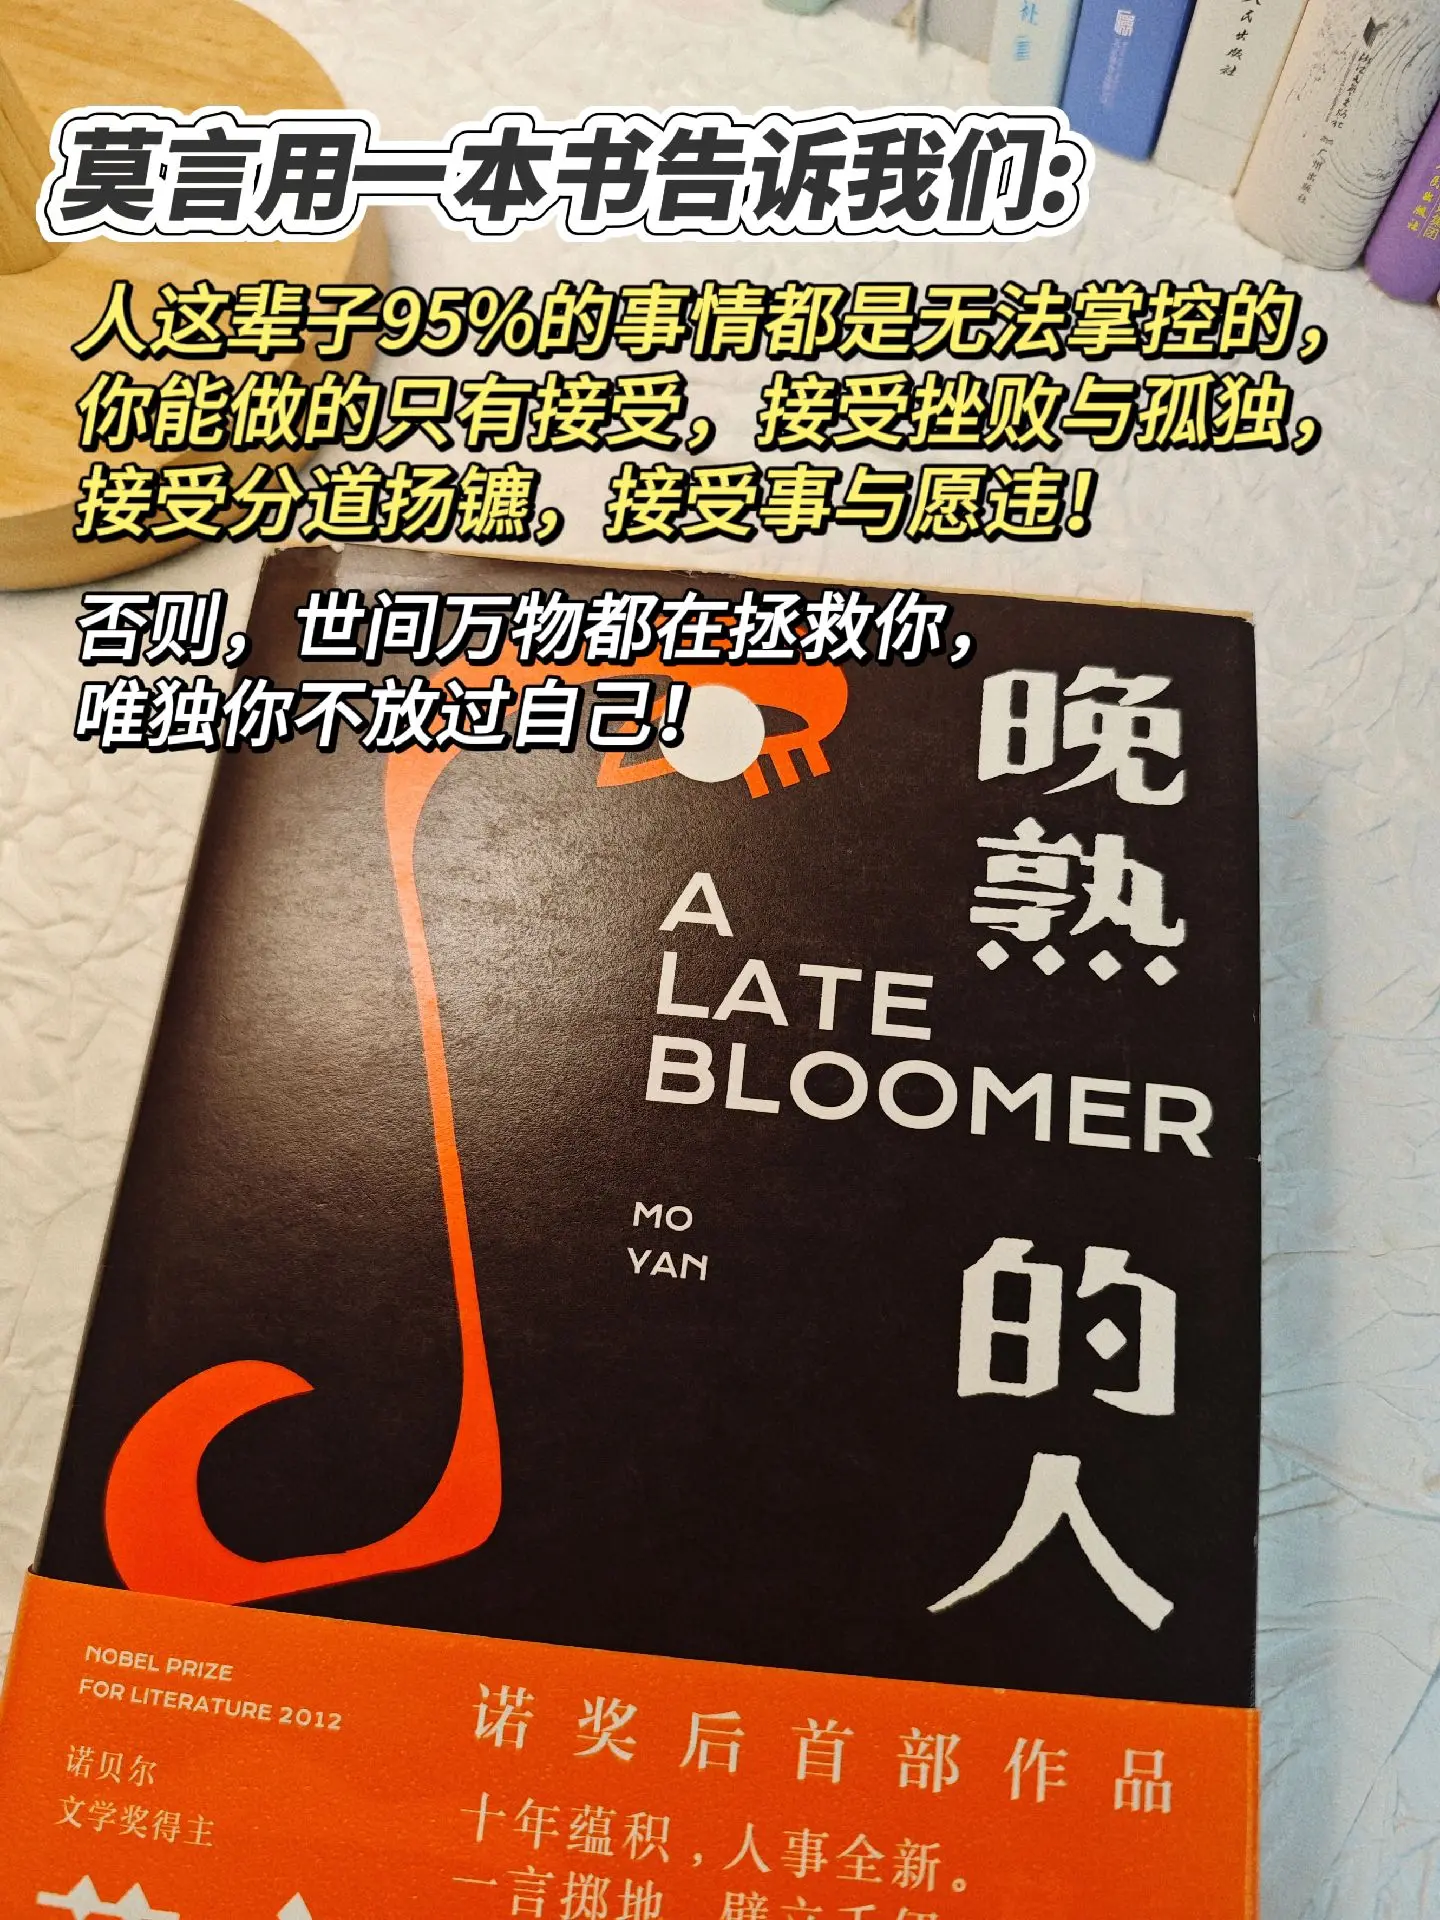 莫言用一本书告诉我们:
人这辈子95%的事情都是无法掌控的，
你能做的只有接受，接受挫败与孤独，
接受分道扬镳，接受事与愿违！
否则，世间万物都在拯救你，
唯独你不放过自己！
晚熟的人
A
LATE
BLOOMER
MO
YAN
NOBEL PRIZE
FOR LITERATURE 2012
诺贝尔
文学奖得主
诺奖后首部作品
十年蕴积，人事全新。
一言掷地